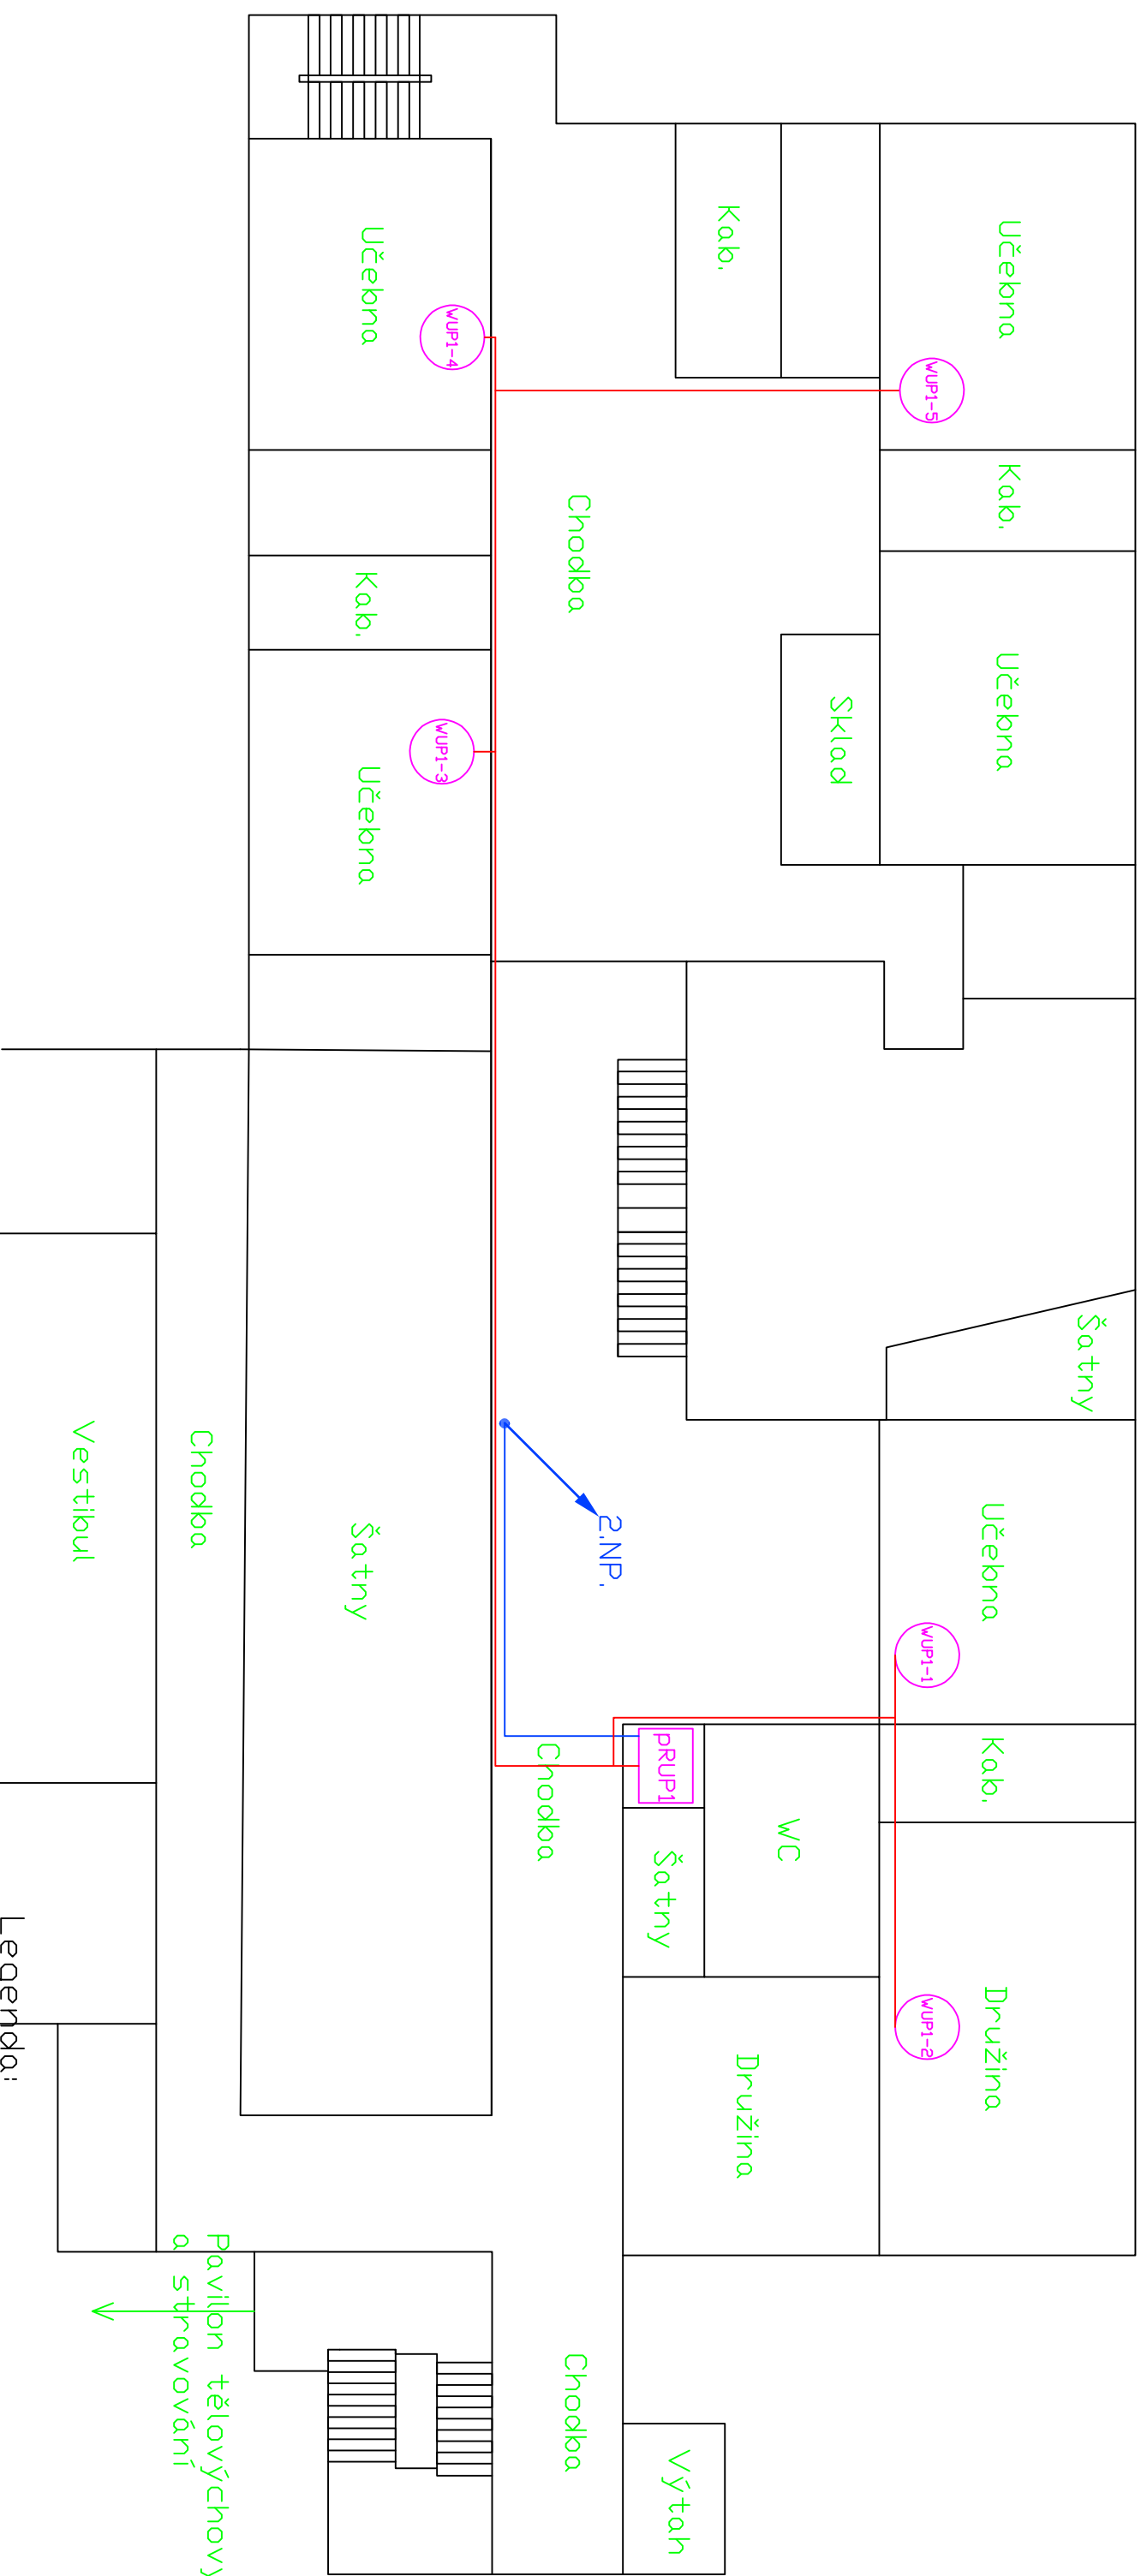 Šatny
Učebna
Kab.
Učebna
Učebna
Kab.
Družina
WUP1-5
WUP1-1
WUP1-2
Sklad
WC
Kab.
Družina
pRUP1
Šatny
Výtah
2.NP.
Chodba
Chodba
Chodba
WUP1-4
WUP1-3
Učebna
Kab.
Učebna
Šatny
Chodba
Pavilon tělovýchovy
a stravování
Vestibul
Legenda: